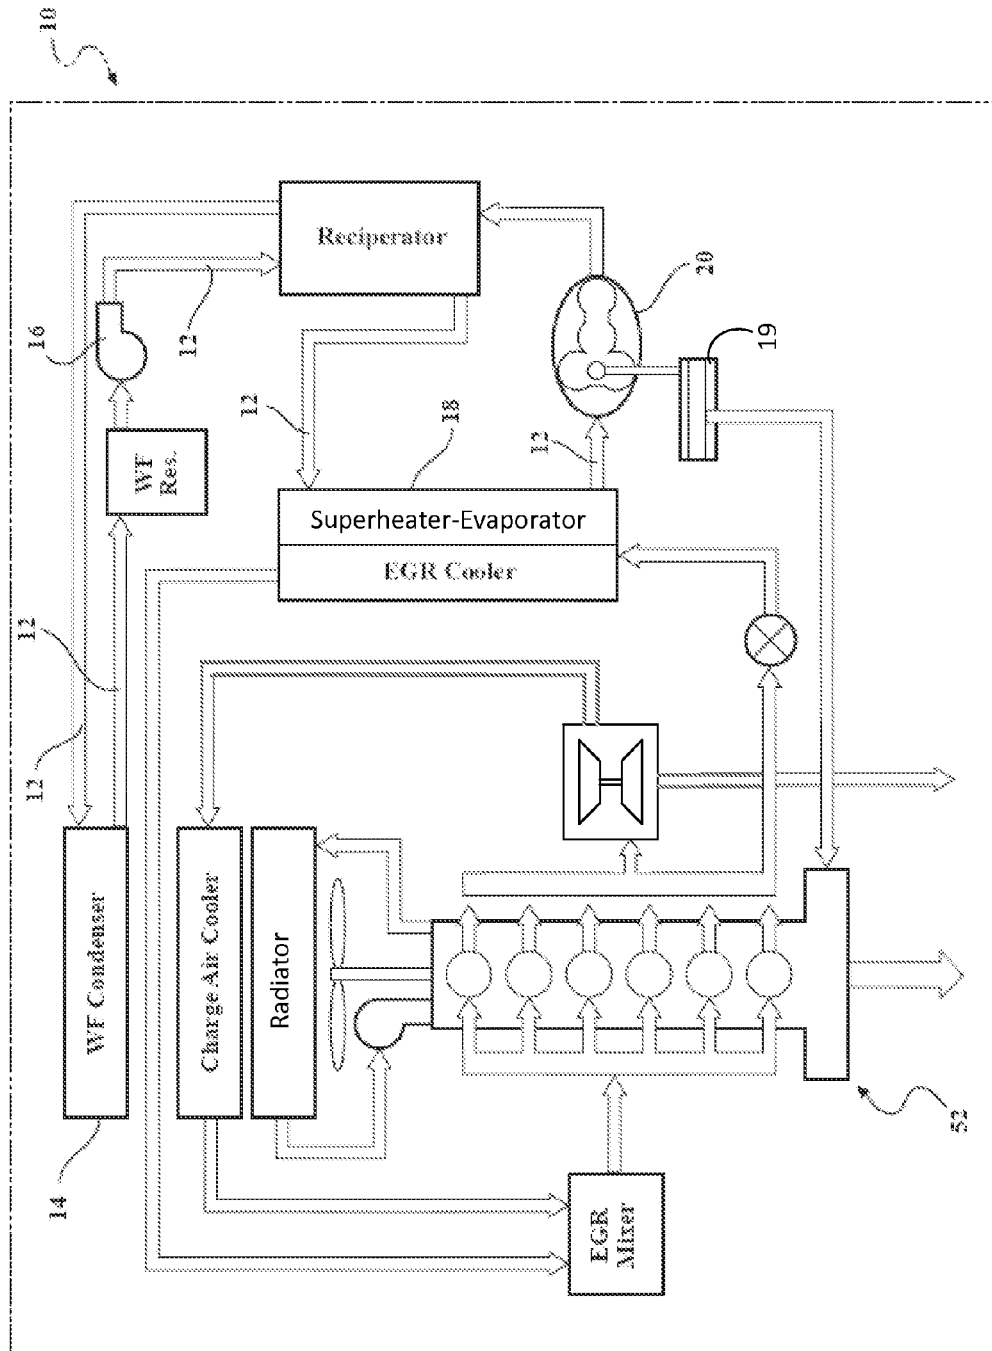 10
Reciperator
16
12
20
19
12
WF
Res.
18
12
Superheater-Evaporator
EGR Cooler
12
12
WF Condenser
Charge Air Cooler
Radiator
14
52
EGR
Mixer